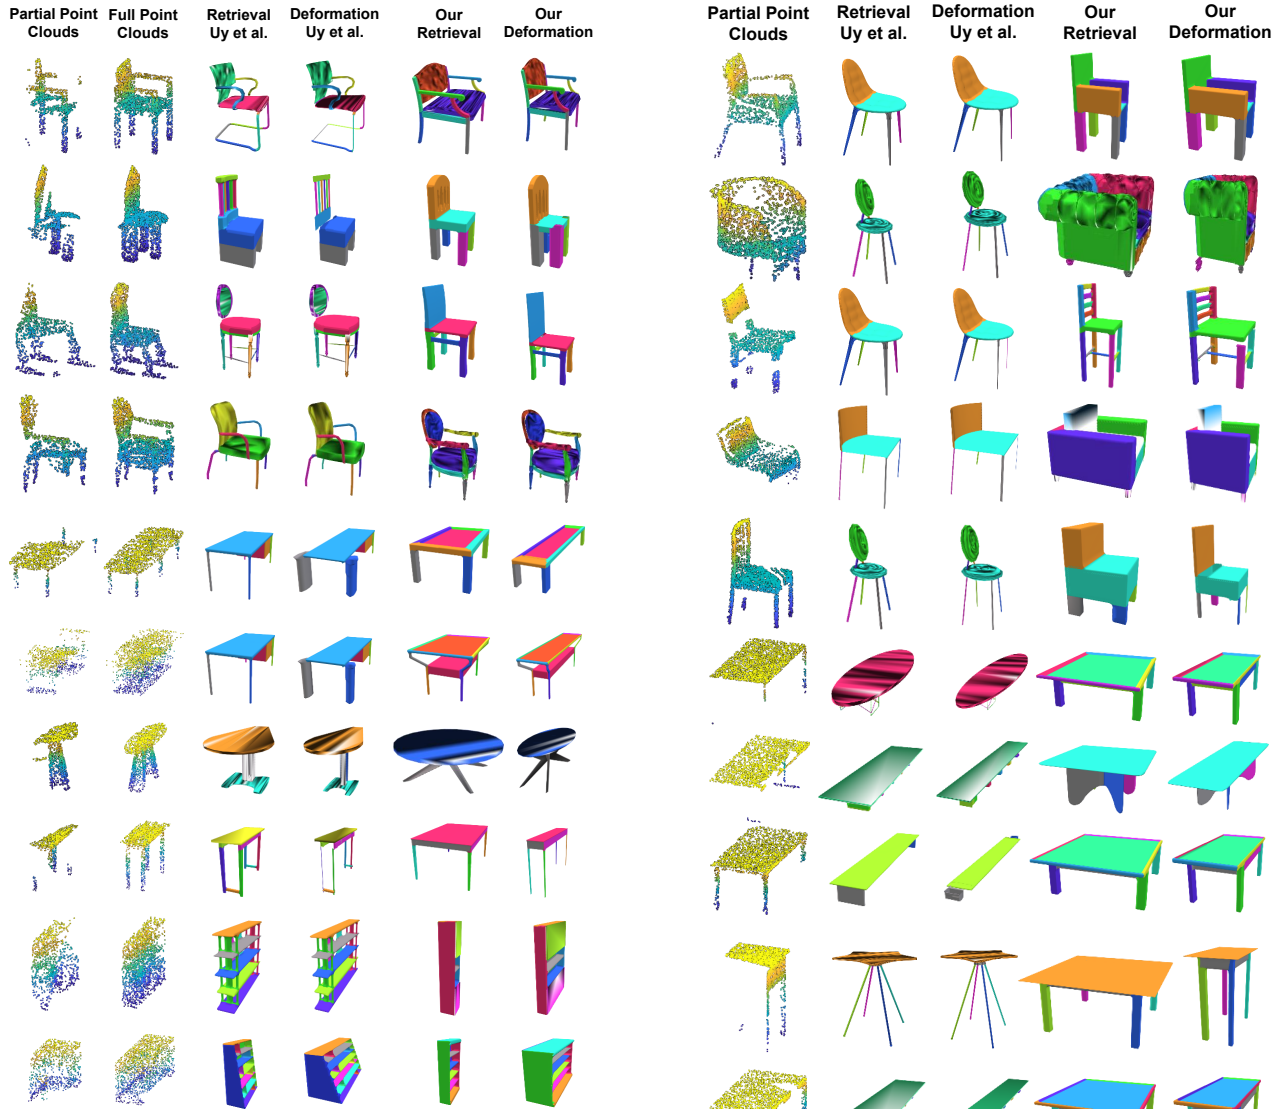 Partial Point Clouds
Full Point Clouds
Retrieval Uy et al.
Deformation Uy et al.
Our Retrieval
Our Deformation
Partial Point Clouds
Retrieval Uy et al.
Deformation Uy et al.
Our Retrieval
Our Deformation